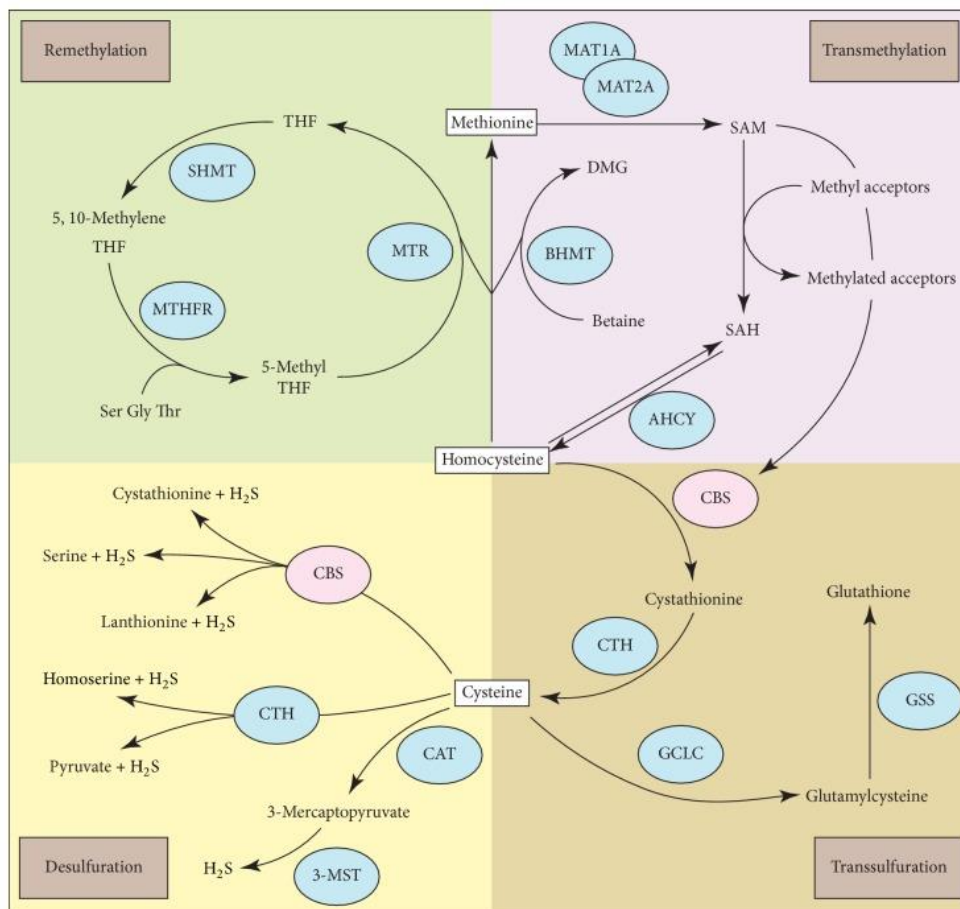 Remethylation
THF
SHMT
5, 10-Methylene
THF
MTHFR
Ser Gly Thr
5-Methyl
THF
MTR
Transmethylation
MAT1A
MAT2A
Methionine
SAM
DMG
BHMT
Betaine
Methyl acceptors
Methylated acceptors
SAH
AHCY
Homocysteine
Cystathionine + H₂S
Serine + H₂S
Lanthionine + H₂S
CBS
Homoserine + H₂S
Pyruvate + H₂S
CTH
Cysteine
CAT
3-Mercaptopyruvate
H₂S
3-MST
Desulfuration
CBS
Cystathionine
CTH
GCLC
Glutathione
GSS
Glutamylcysteine
Transsulfuration